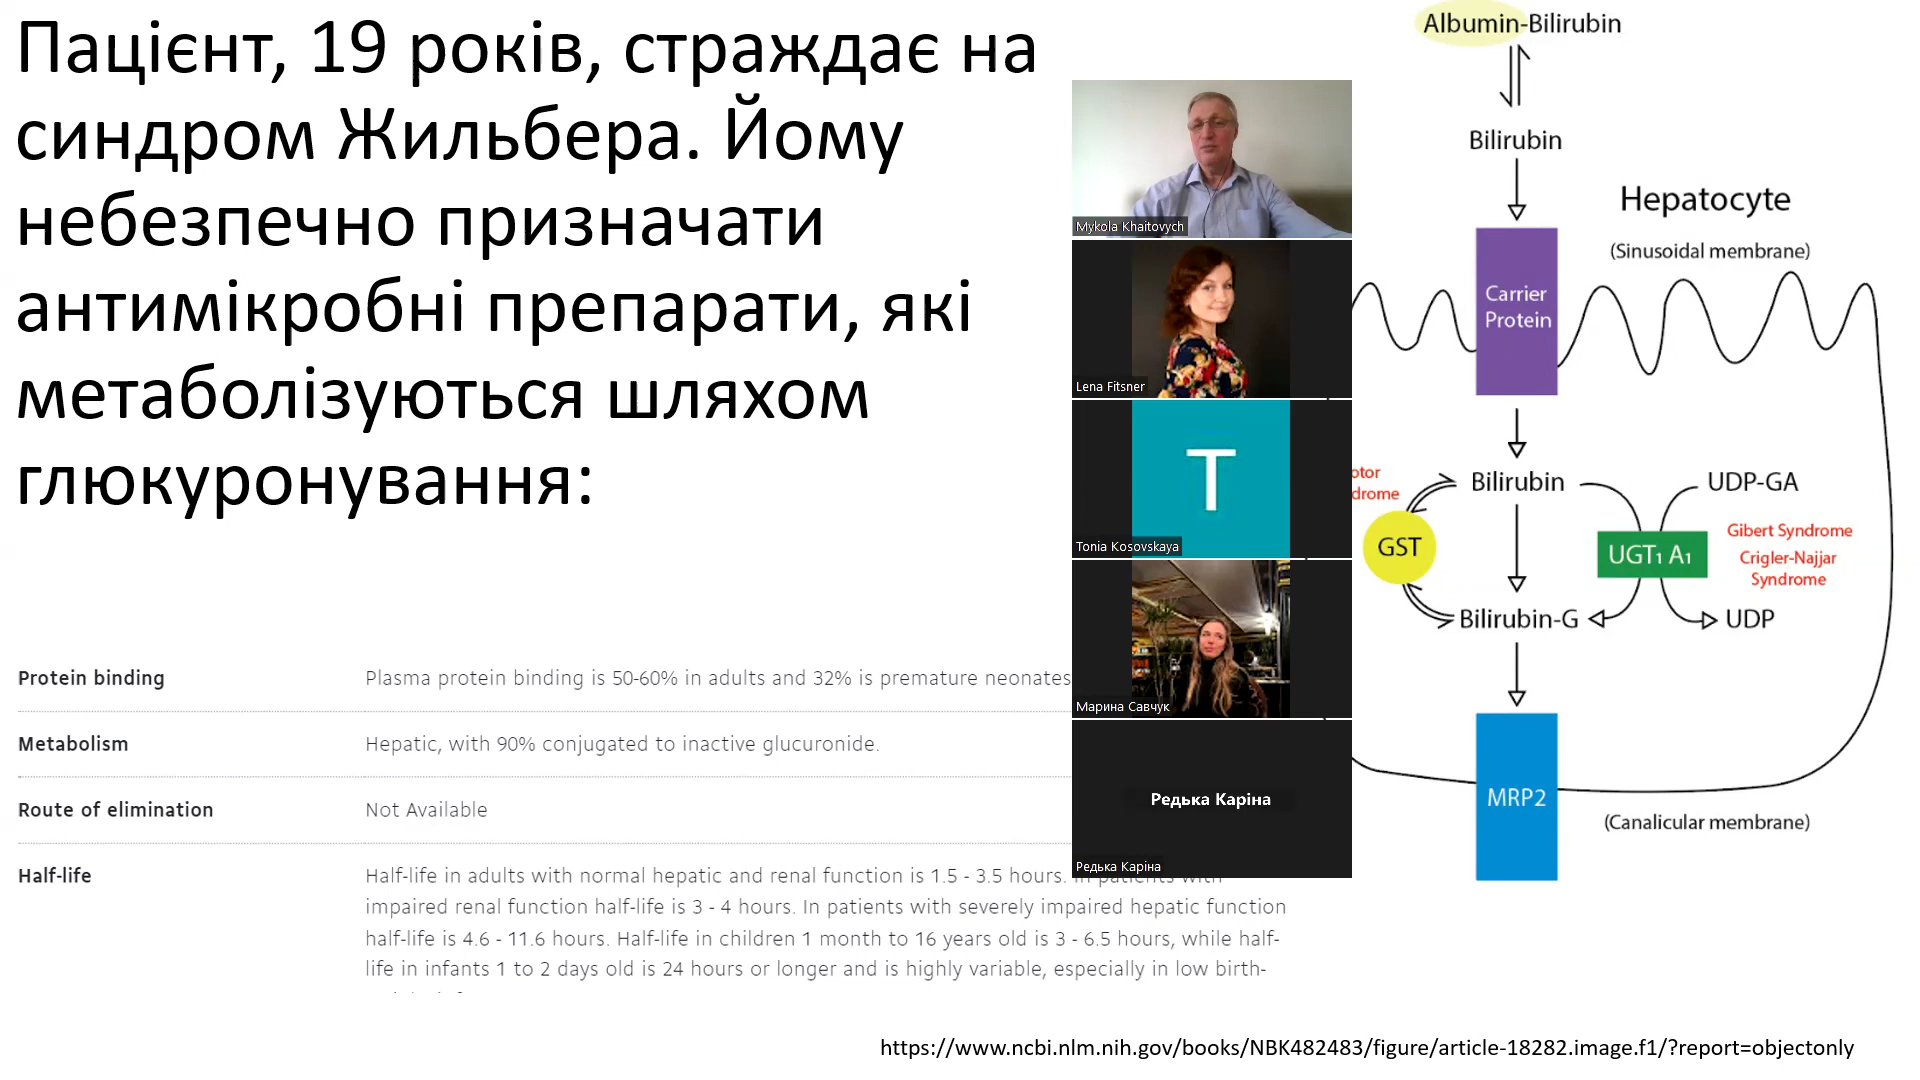 Пацієнт, 19 років, страждає на
синдром Жильбера. Йому
небезпечно призначати
антимікробні препарати, які
метаболізуються шляхом
глюкуронування:
Protein binding
Plasma protein binding is 50-60% in adults and 32% is premature neonates
Metabolism
Hepatic, with 90% conjugated to inactive glucuronide.
Route of elimination
Not Available
Half-life
Half-life in adults with normal hepatic and renal function is 1.5 - 3.5 hours. In patients with
impaired renal function half-life is 3 - 4 hours. In patients with severely impaired hepatic function
half-life is 4.6 - 11.6 hours. Half-life in children 1 month to 16 years old is 3 - 6.5 hours, while half-
life in infants 1 to 2 days old is 24 hours or longer and is highly variable, especially in low birth-
Mykola Khaitovych
Lena Fitsner
T
Tonia Kosovskaya
Марина Савчук
Редька Каріна
Редька Каріна
Albumin-Bilirubin
Bilirubin
Hepatocyte
(Sinusoidal membrane)
Carrier
Protein
otor
drome
Bilirubin
UDP-GA
GST
UGT1 A1
Gibert Syndrome
Crigler-Najjar
Syndrome
Bilirubin-G
UDP
MRP2
(Canalicular membrane)
https://www.ncbi.nlm.nih.gov/books/NBK482483/figure/article-18282.image.f1/?report=objectonly